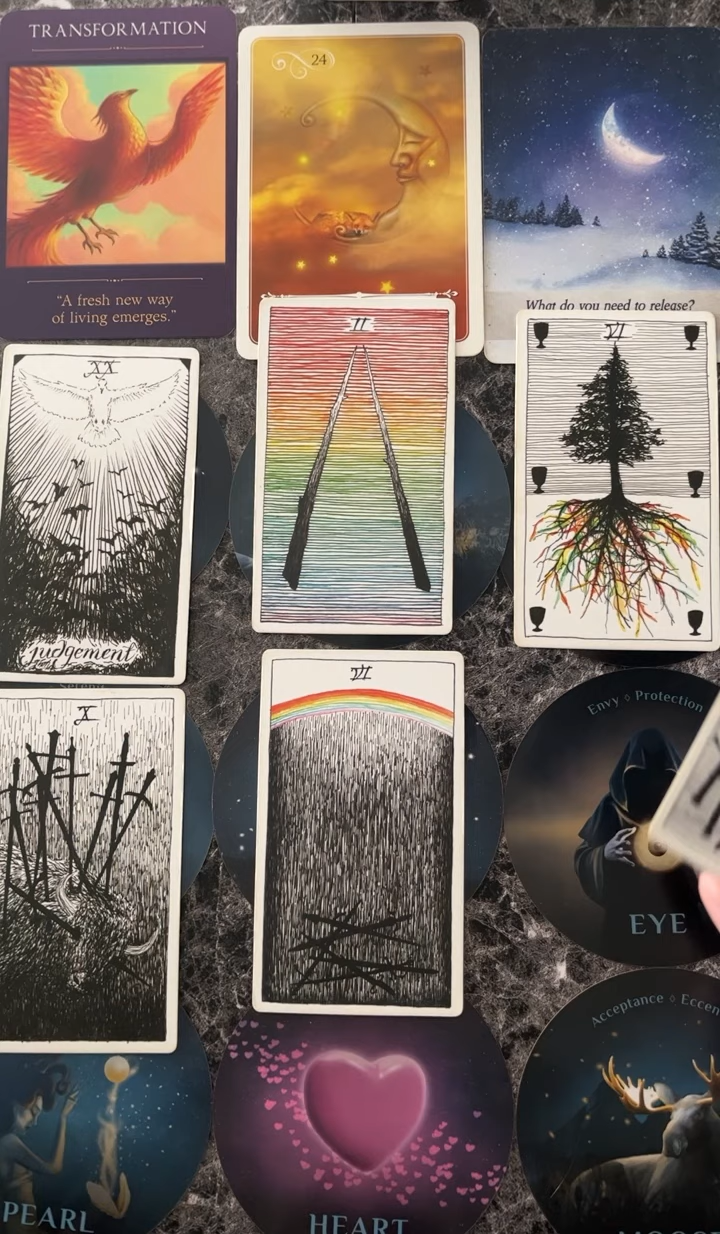 TRANSFORMATION
"A fresh new way
of living emerges."
24
What do you need to release?
XX
judgement
II
VI
X
VI
Envy ◊ Protection
EYE
Acceptance ◊
PEARL
HEART